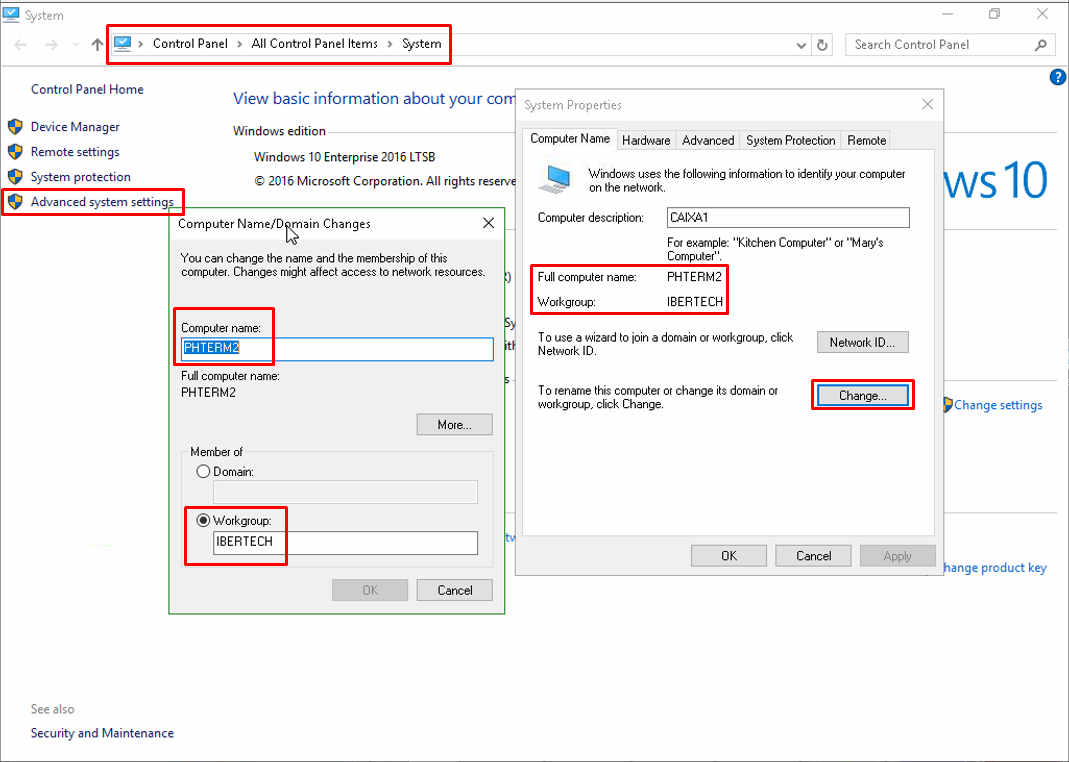 System
Control Panel > All Control Panel Items > System
Search Control Panel
?
Control Panel Home
Device Manager
Remote settings
System protection
Advanced system settings
See also
Security and Maintenance
View basic information about your com
Windows edition
Windows 10 Enterprise 2016 LTSB
© 2016 Microsoft Corporation. All rights reserve
ws 10
Change settings
hange product key
Computer Name/Domain Changes
You can change the name and the membership of this
computer. Changes might affect access to network resources.
Computer name:
PHTERM2
Full computer name:
PHTERM2
More...
Member of
Domain:
Workgroup:
IBERTECH
OK
Cancel
System Properties
Computer Name
Hardware
Advanced
System Protection
Remote
Windows uses the following information to identify your computer
on the network.
Computer description:
CAIXA1
For example: "Kitchen Computer" or "Mary's
Computer".
Full computer name:
PHTERM2
Workgroup:
IBERTECH
To use a wizard to join a domain or workgroup, click
Network ID.
Network ID...
To rename this computer or change its domain or
workgroup, click Change.
Change...
OK
Cancel
Apply